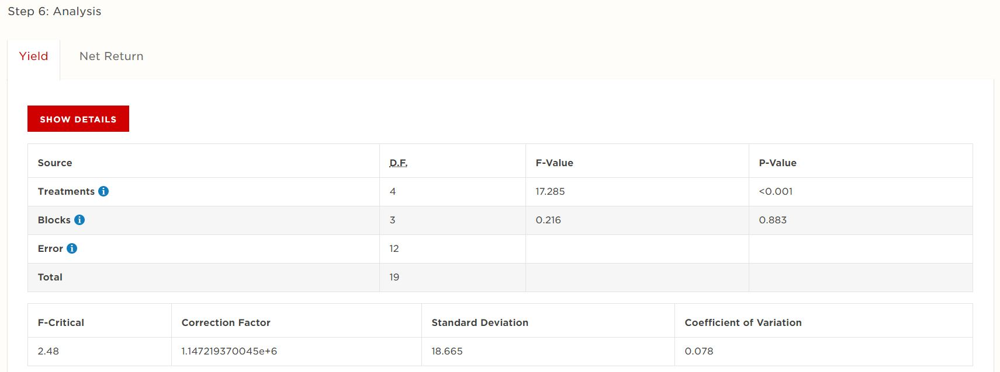 Step 6: Analysis
Yield Net Return
SHOW DETAILS
Source D.F. F-Value P-Value
Treatments i 4 17.285 <0.001
Blocks i 3 0.216 0.883
Error i 12
Total 19
F-Critical Correction Factor Standard Deviation Coefficient of Variation
2.48 1.147219370045e+6 18.665 0.078